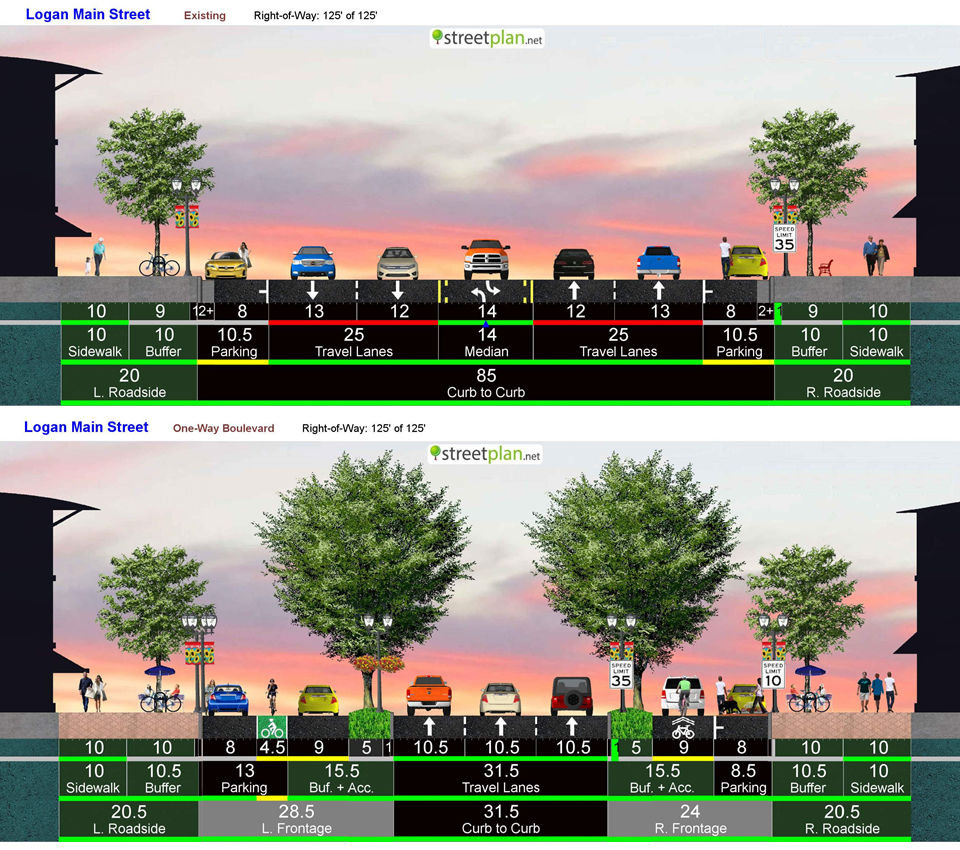 Logan Main Street Existing Right-of-Way: 125' of 125'
streetplan.net
SPEED
LIMIT
35
10 9 12+ 8 13 12 14 12 13 8 2+ 9 10
10 10 10.5 25 14 25 10.5 10 10
Sidewalk Buffer Parking Travel Lanes Median Travel Lanes Parking Buffer Sidewalk
20 85 20
L. Roadside Curb to Curb R. Roadside
Logan Main Street One-Way Boulevard Right-of-Way: 125' of 125'
streetplan.net
SPEED
LIMIT
35
SPEED
LIMIT
10
10 10 8 4.5 9 5 1 10.5 10.5 10.5 5 9 8 10 10
10 10.5 13 15.5 31.5 15.5 8.5 10.5 10
Sidewalk Buffer Parking Buf. + Acc. Travel Lanes Buf. + Acc. Parking Buffer Sidewalk
20.5 28.5 31.5 24 20.5
L. Roadside L. Frontage Curb to Curb R. Frontage R. Roadside